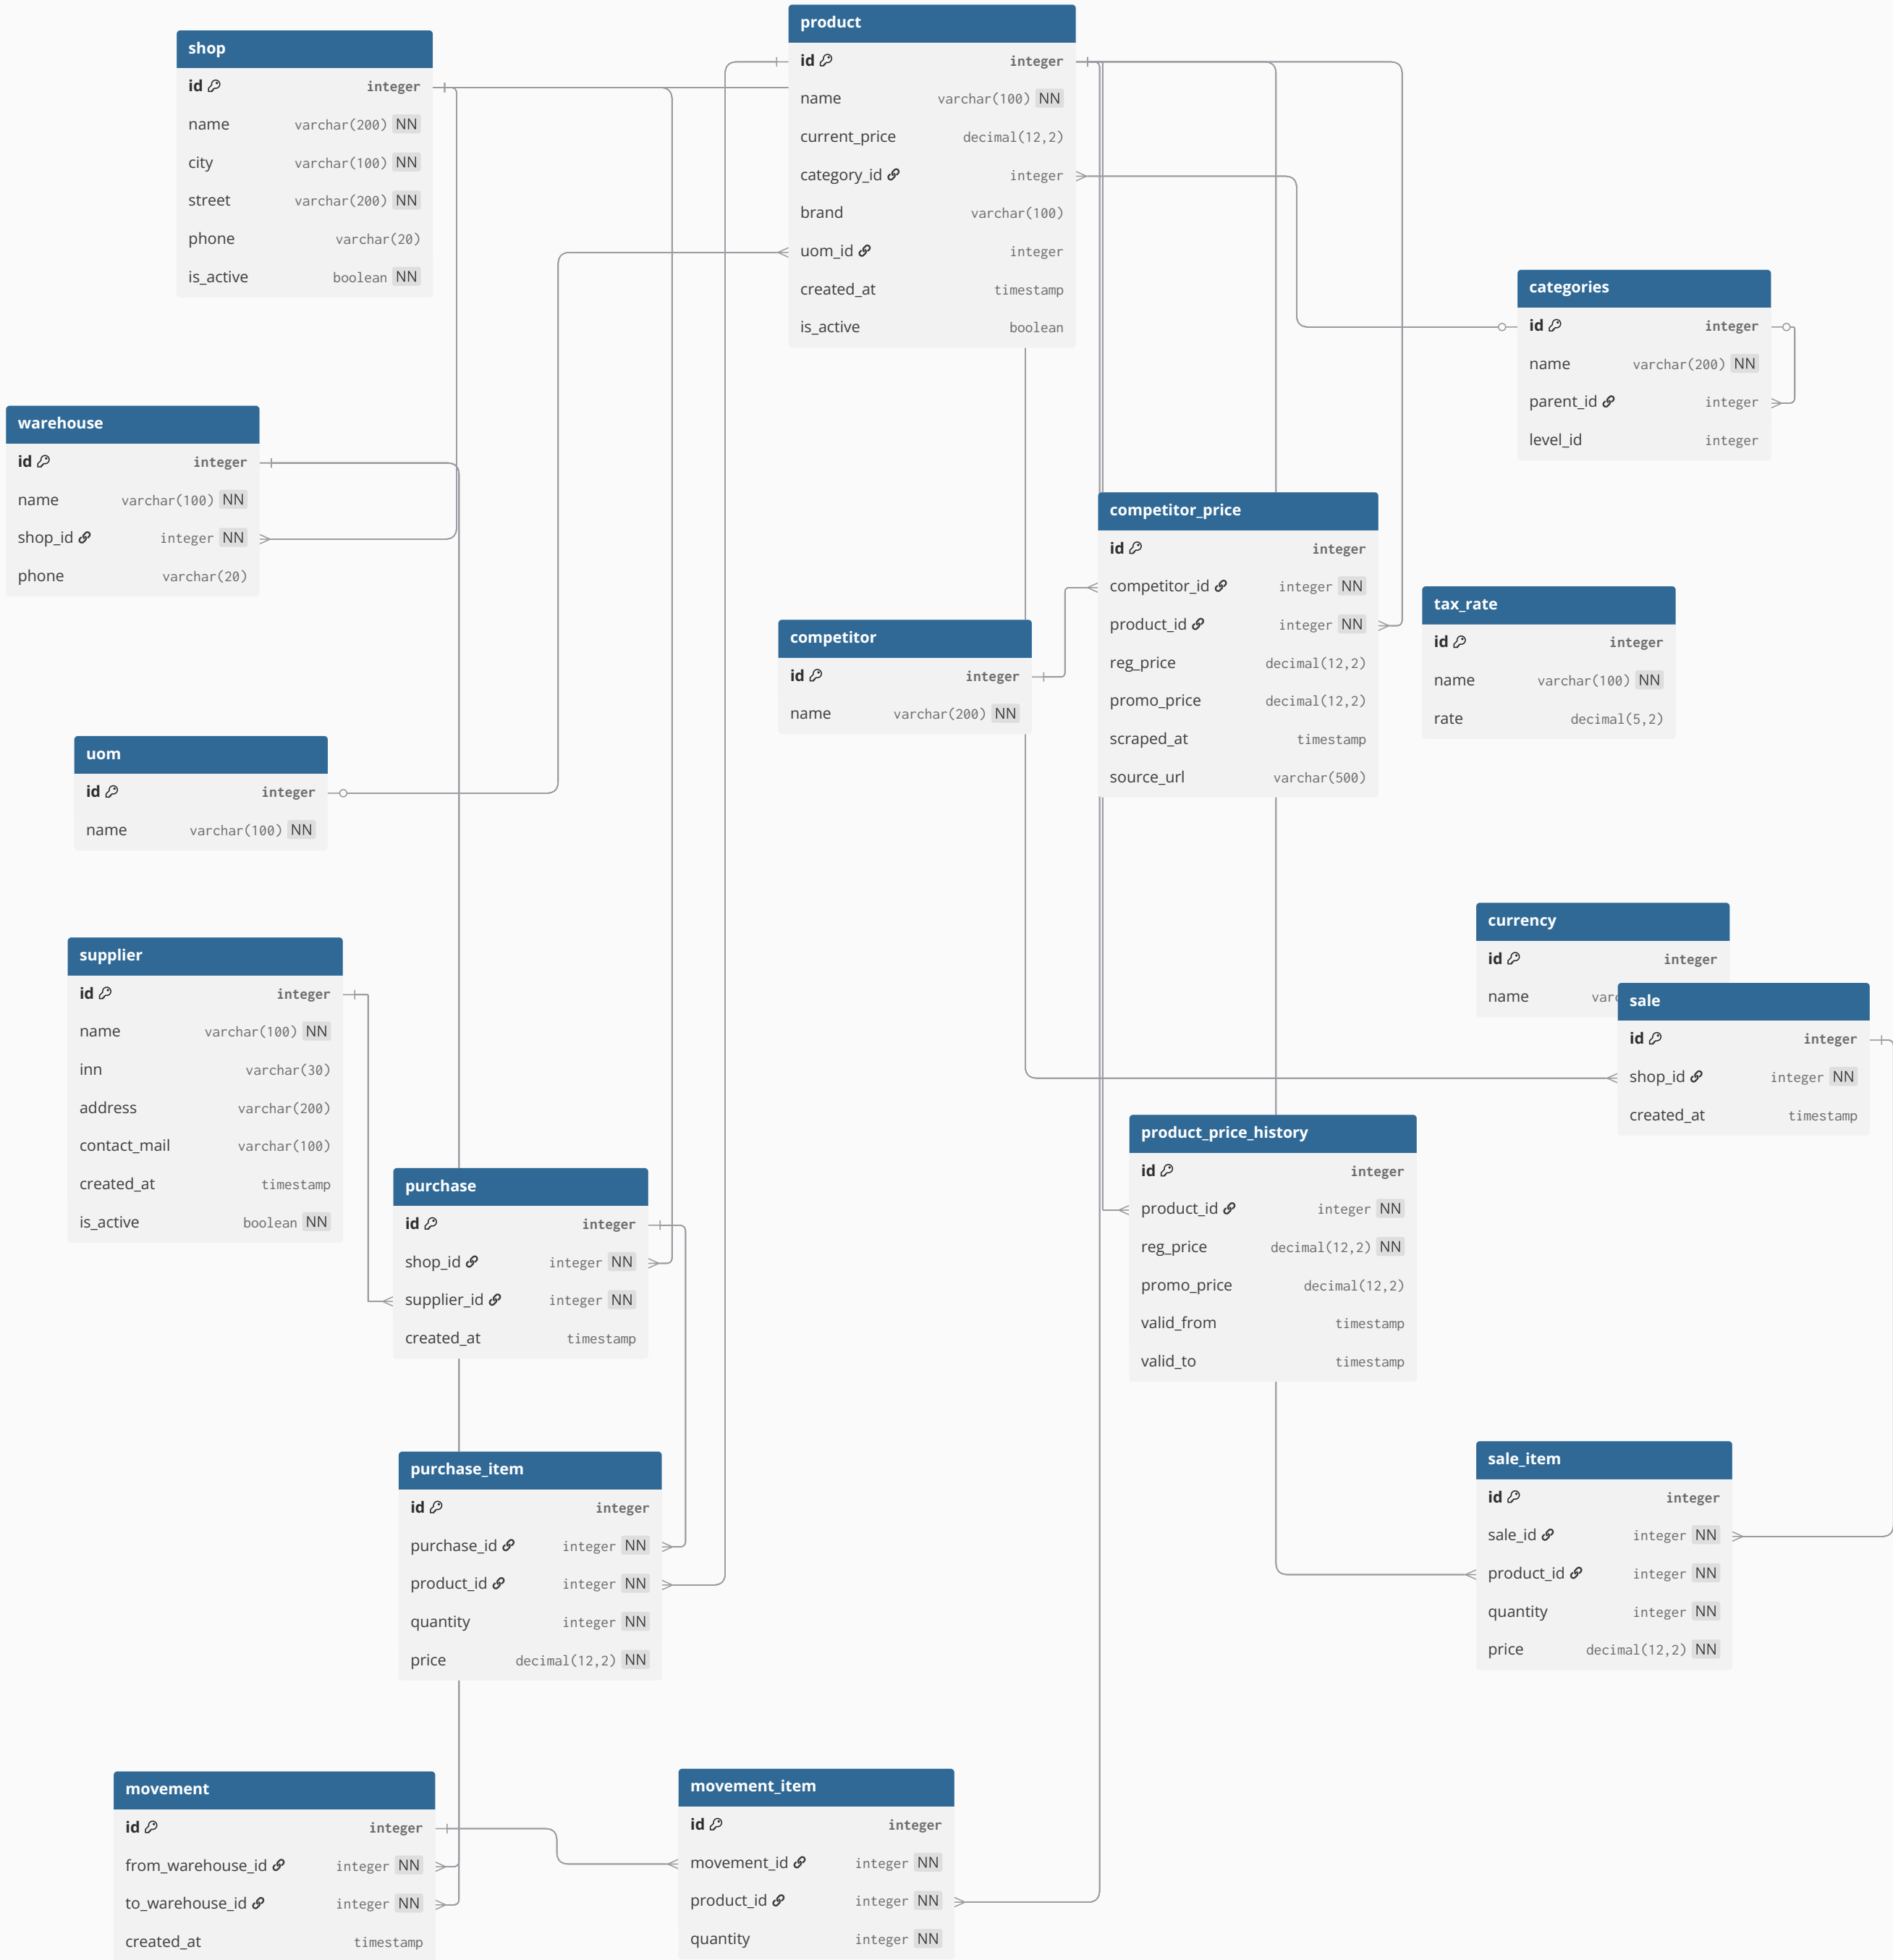 shop
id integer
name varchar(200) NN
city varchar(100) NN
street varchar(200) NN
phone varchar(20)
is_active boolean NN
product
id integer
name varchar(100) NN
current_price decimal(12,2)
category_id integer
brand varchar(100)
uom_id integer
created_at timestamp
is_active boolean
categories
id integer
name varchar(200) NN
parent_id integer
level_id integer
warehouse
id integer
name varchar(100) NN
shop_id integer NN
phone varchar(20)
competitor_price
id integer
competitor_id integer NN
product_id integer NN
reg_price decimal(12,2)
promo_price decimal(12,2)
scraped_at timestamp
source_url varchar(500)
tax_rate
id integer
name varchar(100) NN
rate decimal(5,2)
competitor
id integer
name varchar(200) NN
uom
id integer
name varchar(100) NN
currency
id integer
name
supplier
id integer
name varchar(100) NN
inn varchar(30)
address varchar(200)
contact_mail varchar(100)
created_at timestamp
is_active boolean NN
sale
id integer
shop_id integer NN
created_at timestamp
product_price_history
id integer
product_id integer NN
reg_price decimal(12,2) NN
promo_price decimal(12,2)
valid_from timestamp
valid_to timestamp
purchase
id integer
shop_id integer NN
supplier_id integer NN
created_at timestamp
purchase_item
id integer
purchase_id integer NN
product_id integer NN
quantity integer NN
price decimal(12,2) NN
sale_item
id integer
sale_id integer NN
product_id integer NN
quantity integer NN
price decimal(12,2) NN
movement
id integer
from_warehouse_id integer NN
to_warehouse_id integer NN
created_at timestamp
movement_item
id integer
movement_id integer NN
product_id integer NN
quantity integer NN